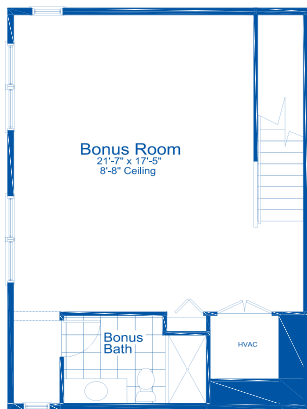 Bonus Room
21'-7" x 17'-5"
8'-8" Ceiling
Bonus
Bath
HVAC